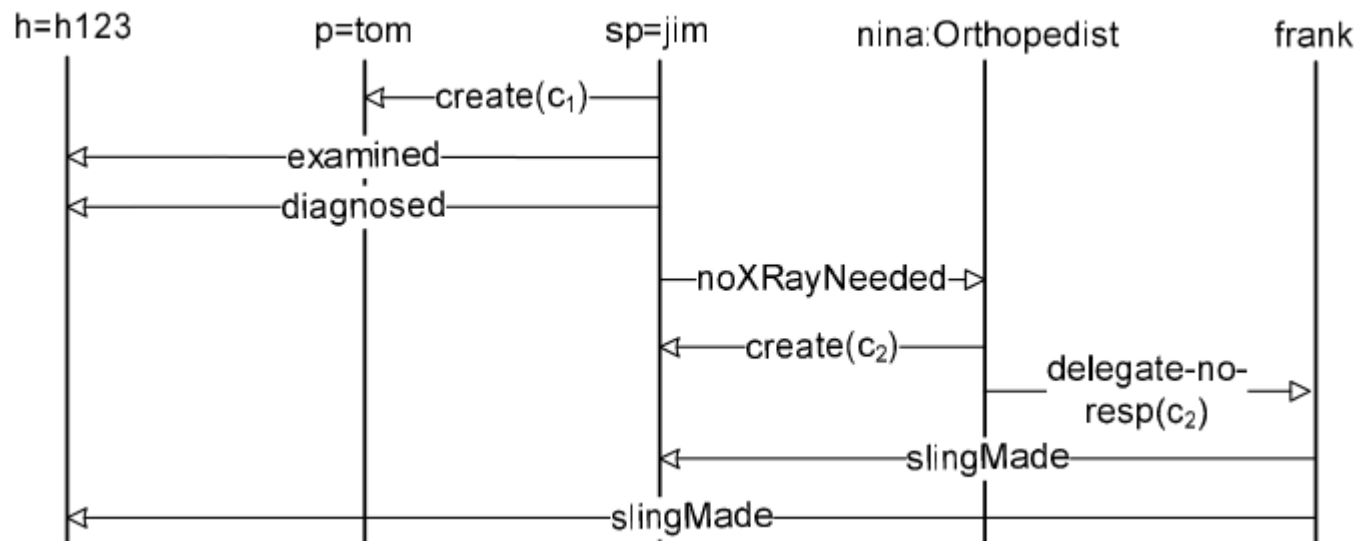 h=h123 p=tom sp=jim nina:Orthopedist frank
create(c₁)
examined
diagnosed
noXRayNeeded
create(c₂)
delegate-no-
resp(c₂)
slingMade
slingMade